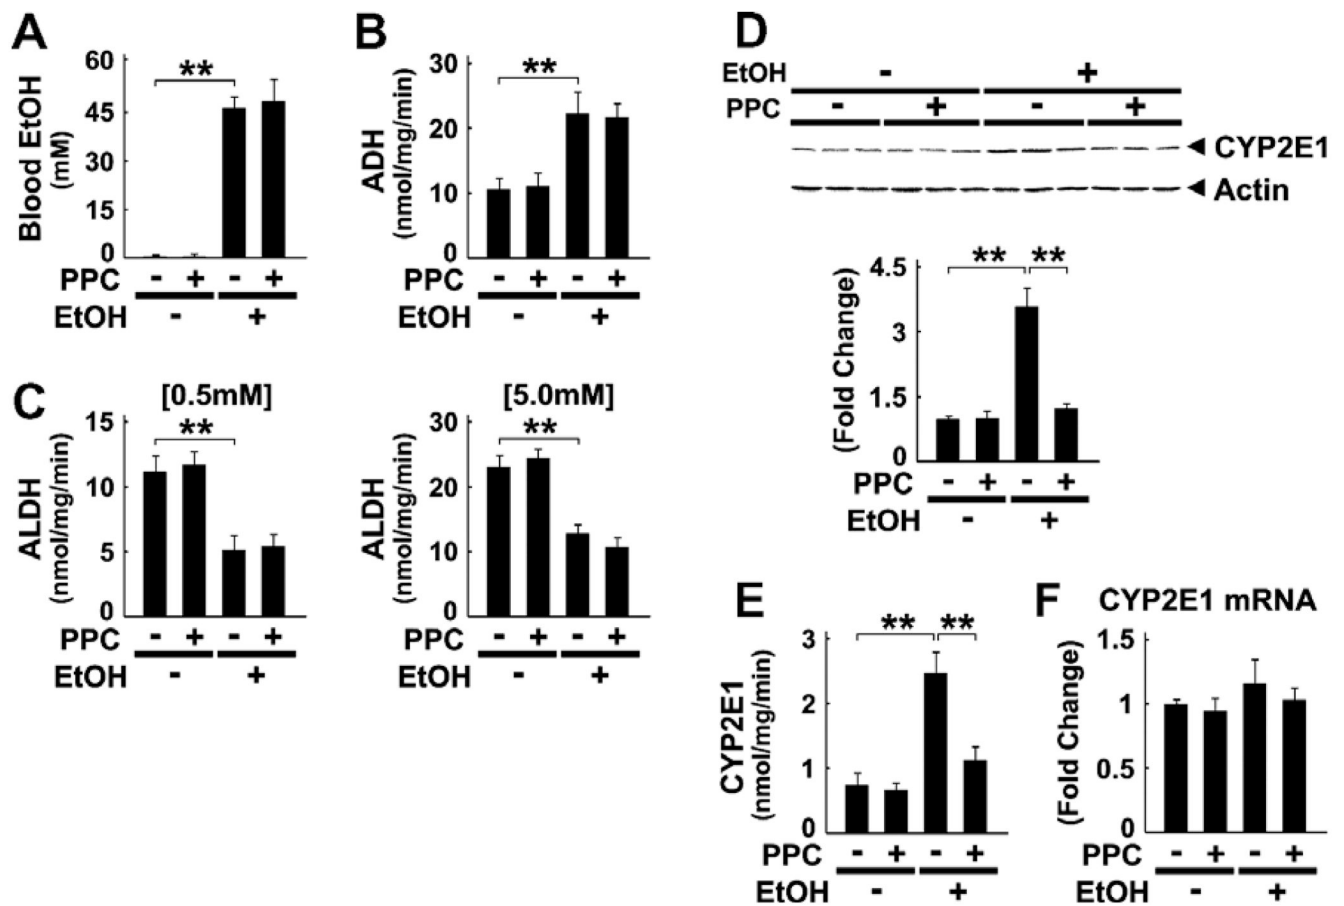 A
Blood EtOH
(mM)
60
45
30
15
0
**
PPC - + - +
EtOH - +
B
ADH
(nmol/mg/min)
30
20
10
0
**
PPC - + - +
EtOH - +
C
[0.5mM]
ALDH
(nmol/mg/min)
15
10
5
0
**
PPC - + - +
EtOH - +
[5.0mM]
ALDH
(nmol/mg/min)
30
20
10
0
**
PPC - + - +
EtOH - +
D
EtOH - +
PPC - + - +
CYP2E1
Actin
(Fold Change)
4.5
3
1.5
0
** **
PPC - + - +
EtOH - +
E
CYP2E1
(nmol/mg/min)
3
2
1
0
** **
PPC - + - +
EtOH - +
F
CYP2E1 mRNA
(Fold Change)
1.5
1
0.5
0
PPC - + - +
EtOH - +